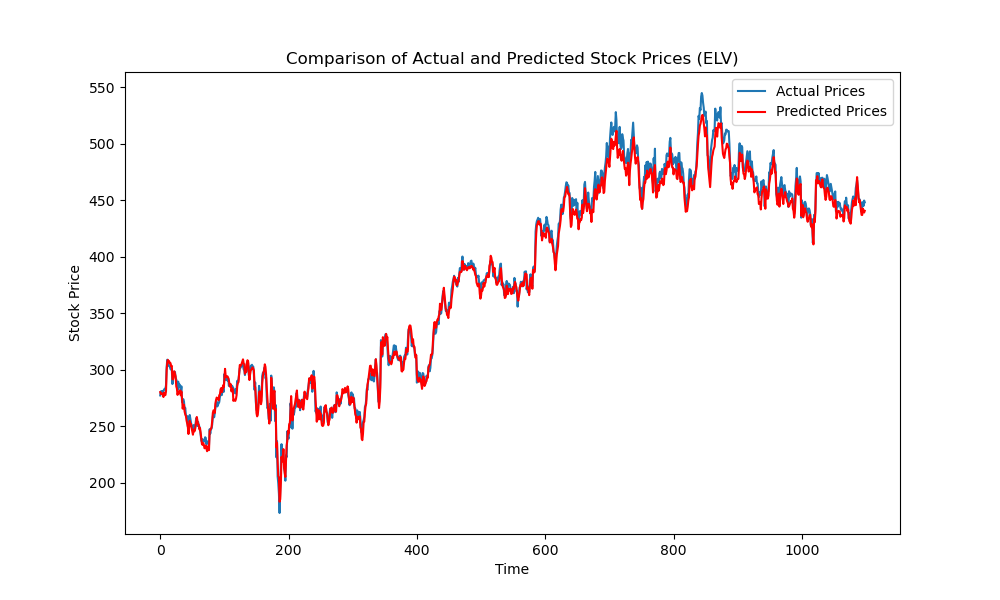 Comparison of Actual and Predicted Stock Prices (ELV)
Actual Prices
Predicted Prices
550
500
450
400
350
300
250
200
Stock Price
0 200 400 600 800 1000
Time